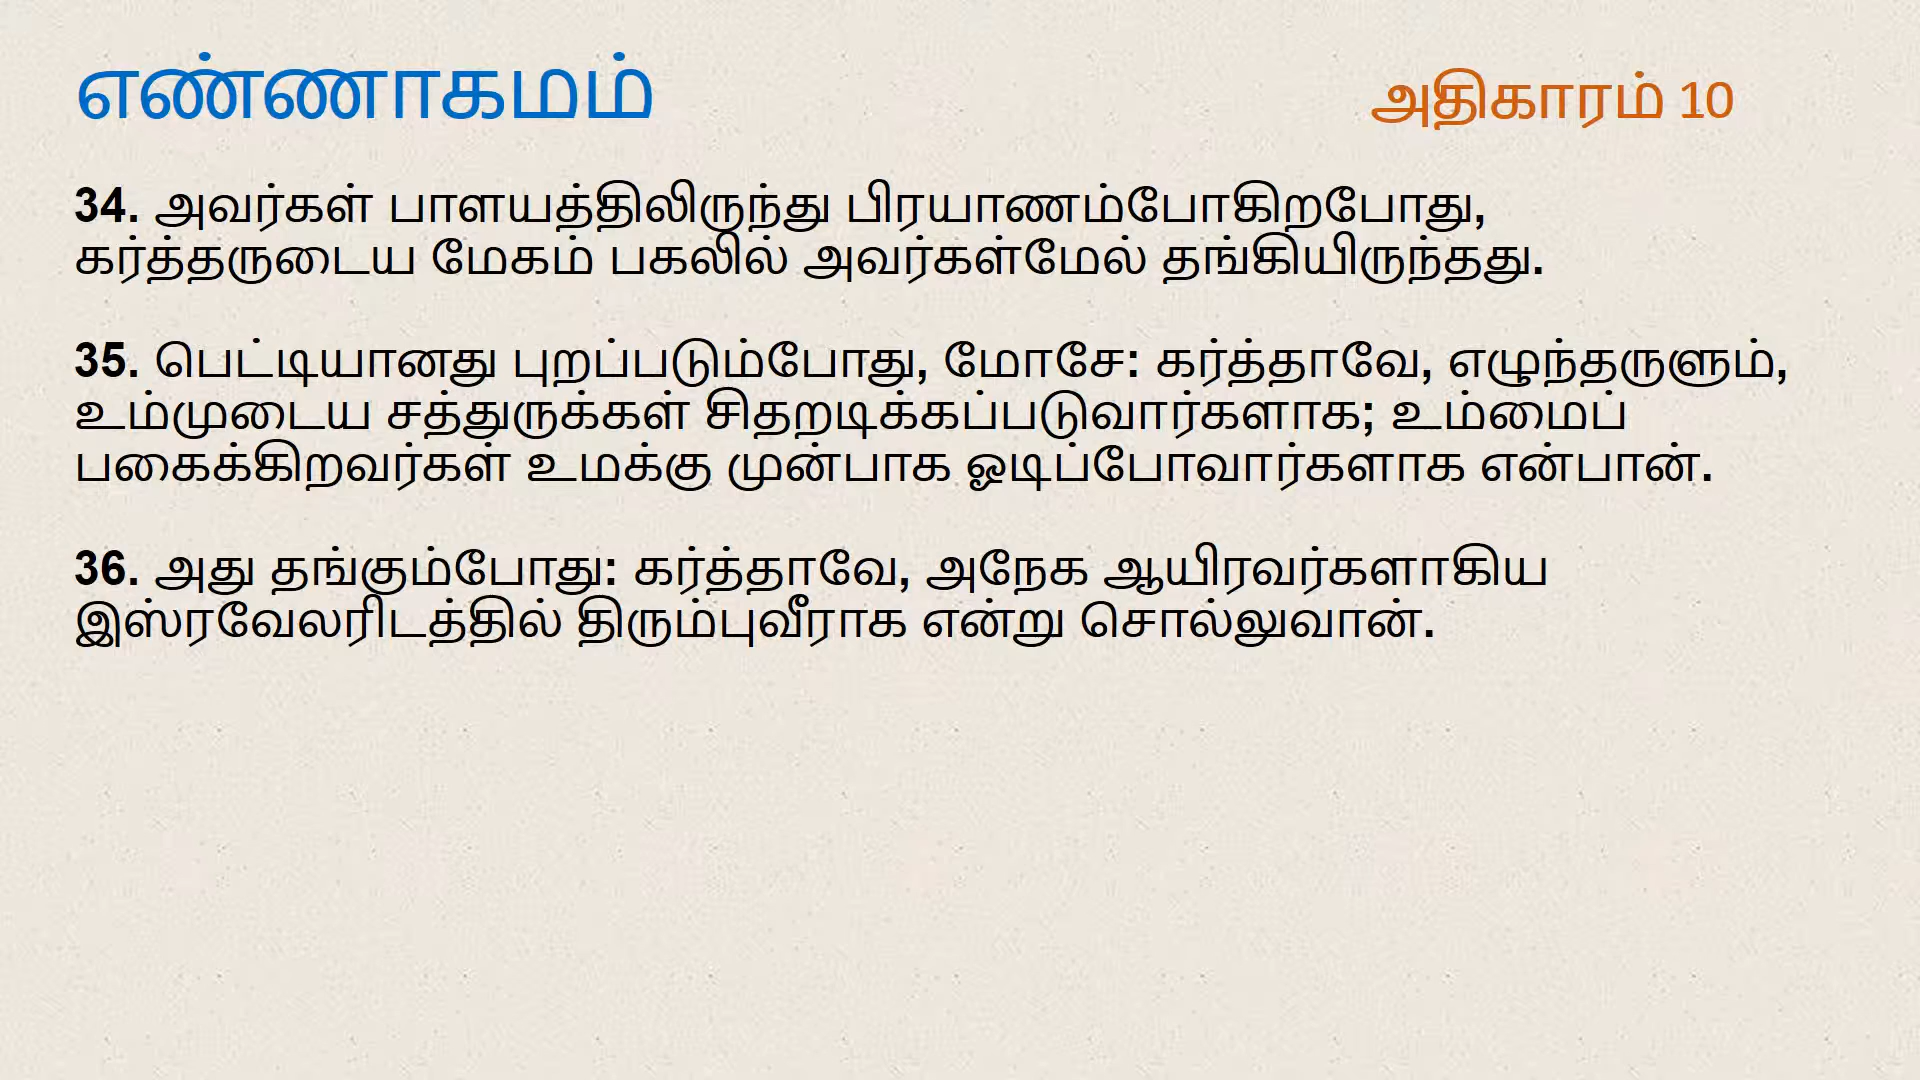 எண்ணாகமம்
அதிகாரம் 10
34. அவர்கள் பாளயத்திலிருந்து பிரயாணம்போகிறபோது,
கர்த்தருடைய மேகம் பகலில் அவர்கள்மேல் தங்கியிருந்தது.
35. பெட்டியானது புறப்படும்போது, மோசே: கர்த்தாவே, எழுந்தருளும்,
உம்முடைய சத்துருக்கள் சிதறடிக்கப்படுவார்களாக; உம்மைப்
பகைக்கிறவர்கள் உமக்கு முன்பாக ஓடிப்போவார்களாக என்பான்.
36. அது தங்கும்போது: கர்த்தாவே, அநேக ஆயிரவர்களாகிய
இஸ்ரவேலரிடத்தில் திரும்புவீராக என்று சொல்லுவான்.